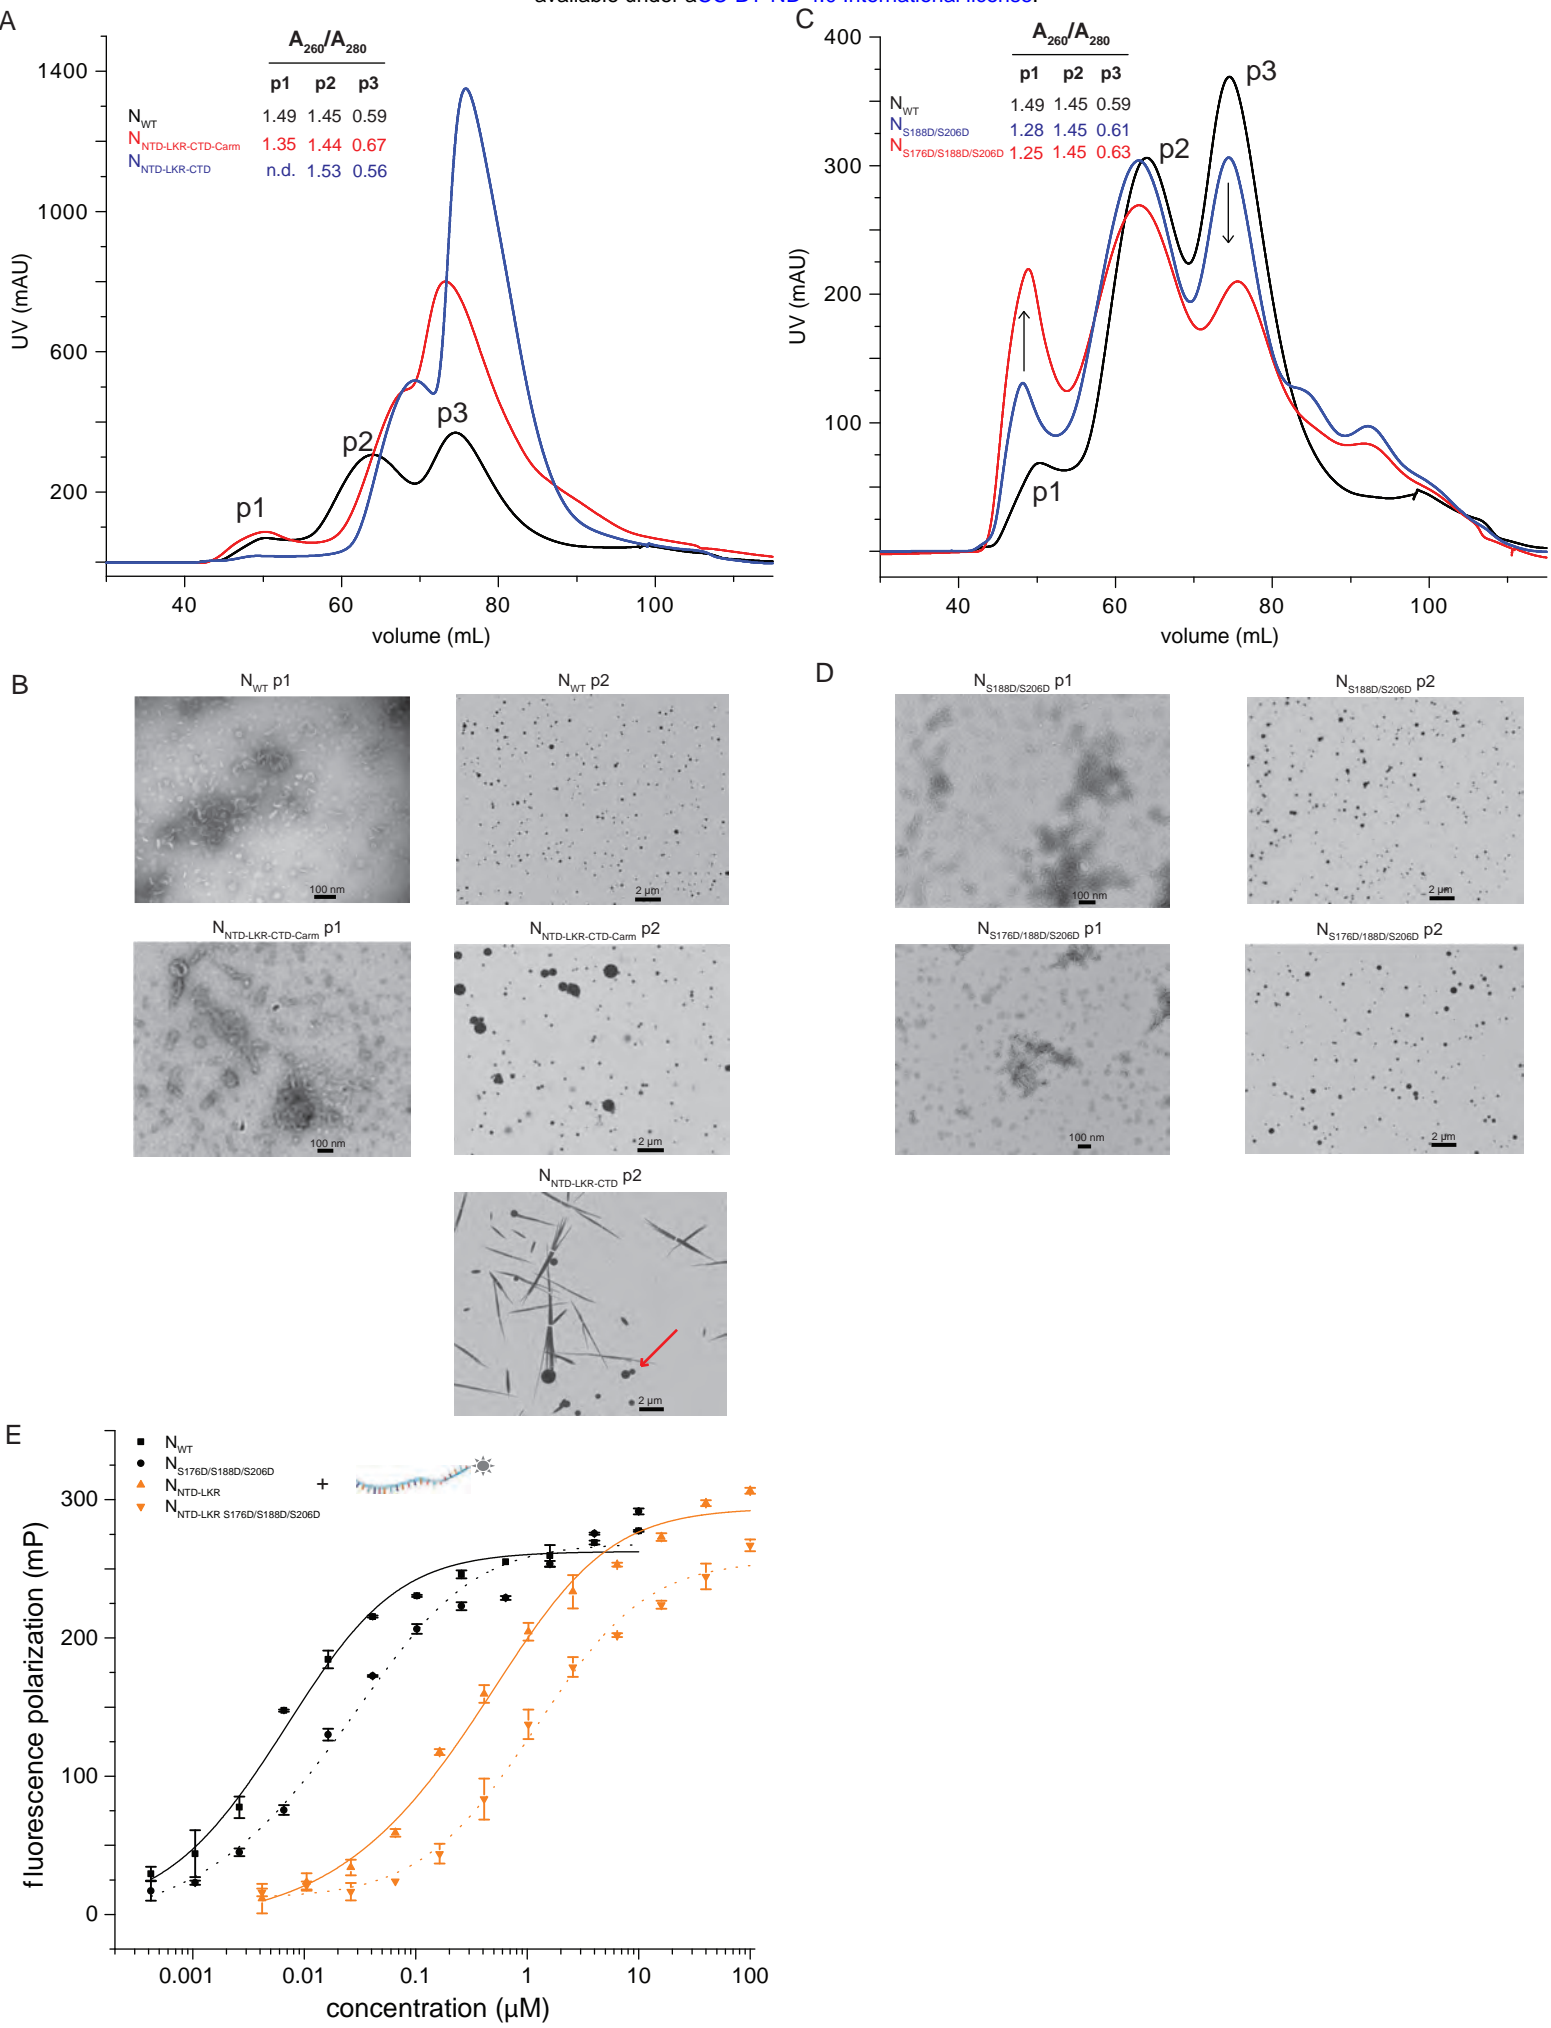 A
A260/A280
p1 p2 p3
NWT 1.49 1.45 0.59
NNTD-LKR-CTD-Carm 1.35 1.44 0.67
NNTD-LKR-CTD n.d. 1.53 0.56
1400
1000
600
200
UV (mAU)
p1
p2
p3
40 60 80 100
volume (mL)
C
A260/A280
p1 p2 p3
NWT 1.49 1.45 0.59
NS188D/S206D 1.28 1.45 0.61
NS176D/S188D/S206D 1.25 1.45 0.63
400
300
200
100
UV (mAU)
p1
p2
p3
40 60 80 100
volume (mL)
B
NWT p1
100 nm
NWT p2
2 µm
NNTD-LKR-CTD-Carm p1
100 nm
NNTD-LKR-CTD-Carm p2
2 µm
NNTD-LKR-CTD p2
2 µm
D
NS188D/S206D p1
100 nm
NS188D/S206D p2
2 µm
NS176D/188D/S206D p1
100 nm
NS176D/188D/S206D p2
2 µm
E
NWT
NS176D/S188D/S206D
NNTD-LKR
NNTD-LKR S176D/S188D/S206D
+
300
200
100
0
fluorescence polarization (mP)
0.001 0.01 0.1 1 10 100
concentration (µM)